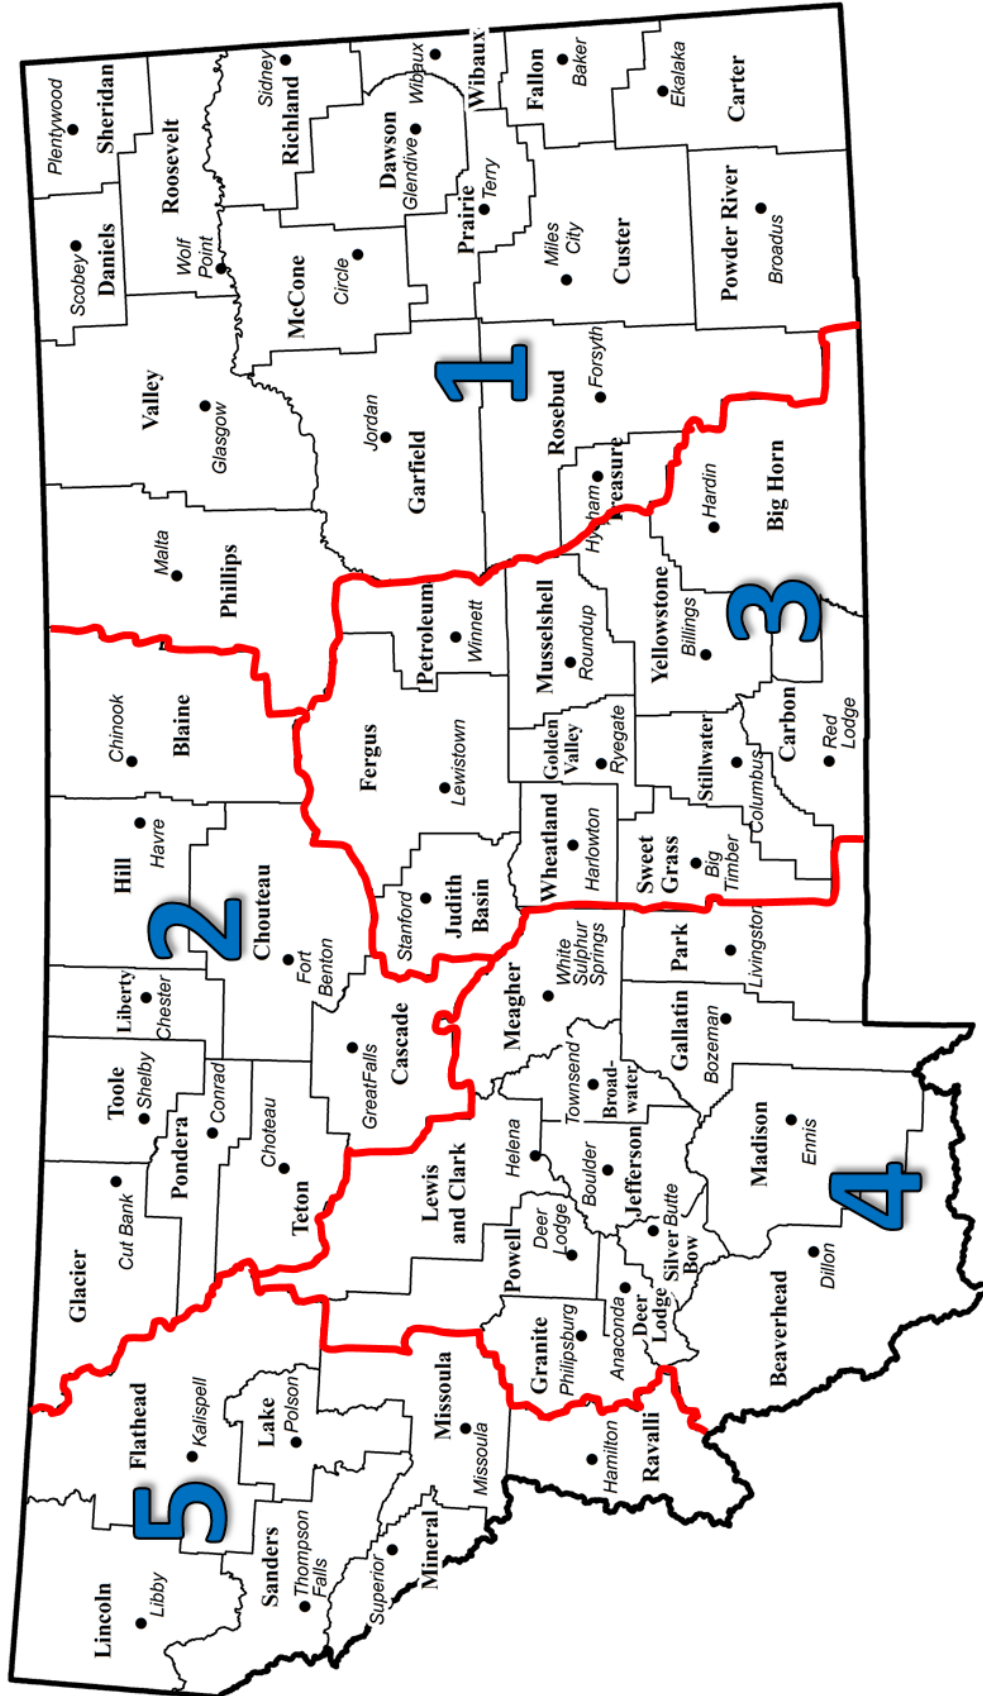 Lincoln
Libby
Flathead
Kalispell
5
Glacier
Cut Bank
Toole
Shelby
Liberty
Chester
Hill
Havre
2
Chinook
Blaine
Malta
Phillips
Valley
Glasgow
Scobey
Daniels
Plentywood
Sheridan
Roosevelt
Wolf
Point
Sanders
Thompson
Falls
Lake
Polson
Pondera
Conrad
Choteau
Teton
Chouteau
Fort
Benton
Sidney
Richland
McCone
Circle
Superior
Mineral
Missoula
Missoula
Lewis
and Clark
GreatFalls
Cascade
Stanford
Judith
Basin
Fergus
Lewistown
Petroleum
Winnett
Jordan
Garfield
1
Dawson
Glendive
Wibaux
Wibaux
Prairie
Terry
Powell
Deer
Lodge
Helena
Meagher
White
Sulphur
Springs
Wheatland
Harlowton
Golden
Valley
Ryegate
Musselshell
Roundup
Hysham
Treasure
Rosebud
Forsyth
Miles
City
Custer
Fallon
Baker
Hamilton
Ravalli
Granite
Philipsburg
Anaconda
Deer
Lodge
Silver
Bow
Butte
Boulder
Jefferson
Townsend
Broad-
water
Gallatin
Bozeman
Park
Livingston
Sweet
Grass
Big
Timber
Stillwater
Columbus
Yellowstone
Billings
3
Carbon
Red
Lodge
Hardin
Big Horn
Powder River
Broadus
Ekalaka
Carter
Beaverhead
Dillon
4
Madison
Ennis